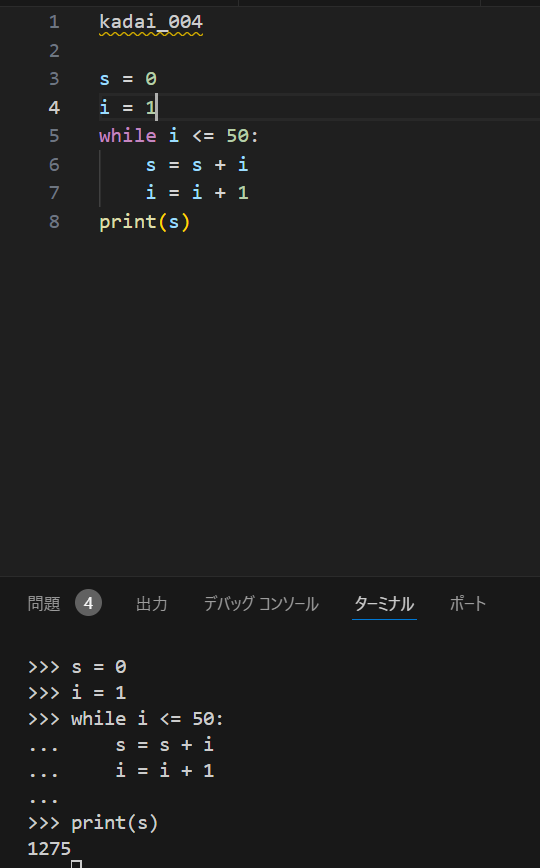 1 kadai_004
2
3 s = 0
4 i = 1
5 while i <= 50:
6     s = s + i
7     i = i + 1
8 print(s)
問題 4 出力 デバッグ コンソール ターミナル ポート
>>> s = 0
>>> i = 1
>>> while i <= 50:
...     s = s + i
...     i = i + 1
...
>>> print(s)
1275